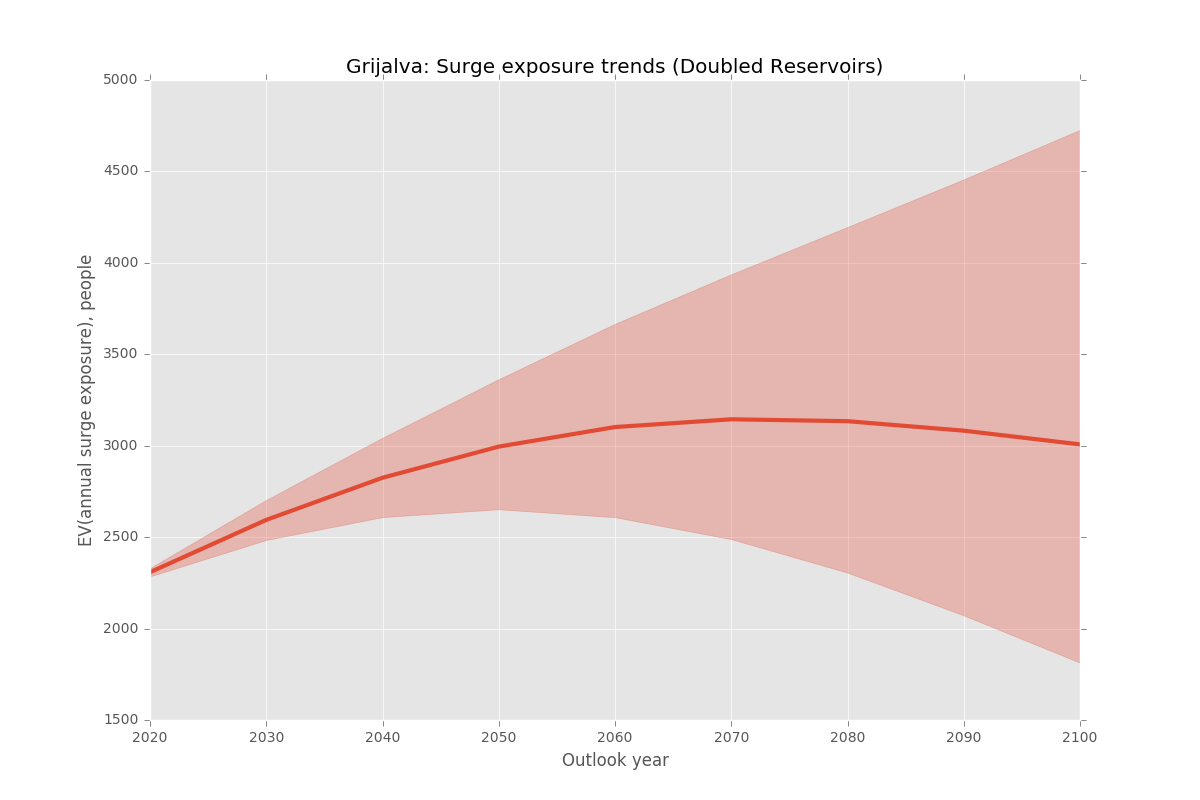 Grijalva: Surge exposure trends (Doubled Reservoirs)
5000
4500
4000
3500
3000
2500
2000
1500
EV(annual surge exposure), people
2020 2030 2040 2050 2060 2070 2080 2090 2100
Outlook year